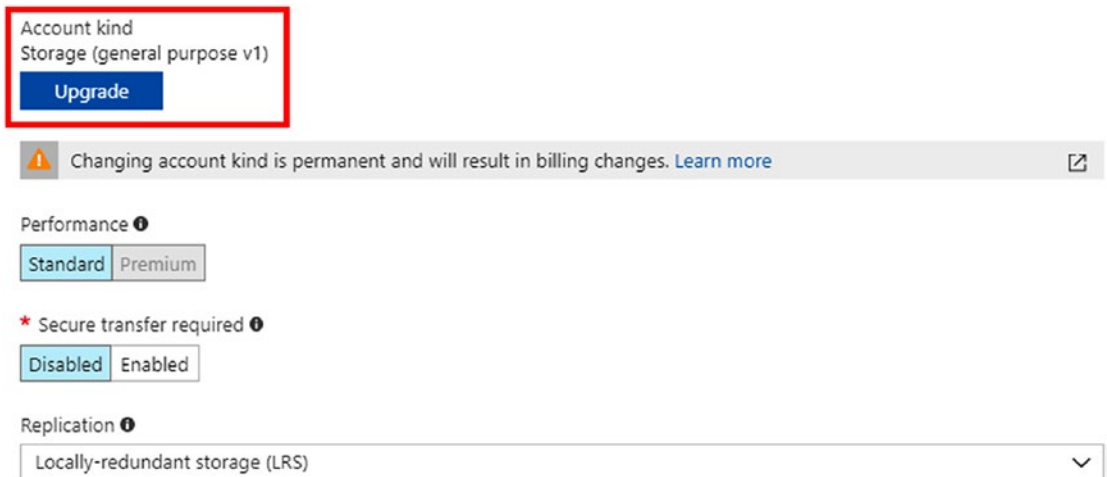 Account kind
Storage (general purpose v1)
Upgrade
Changing account kind is permanent and will result in billing changes. Learn more
Performance
Standard Premium
* Secure transfer required
Disabled Enabled
Replication
Locally-redundant storage (LRS)